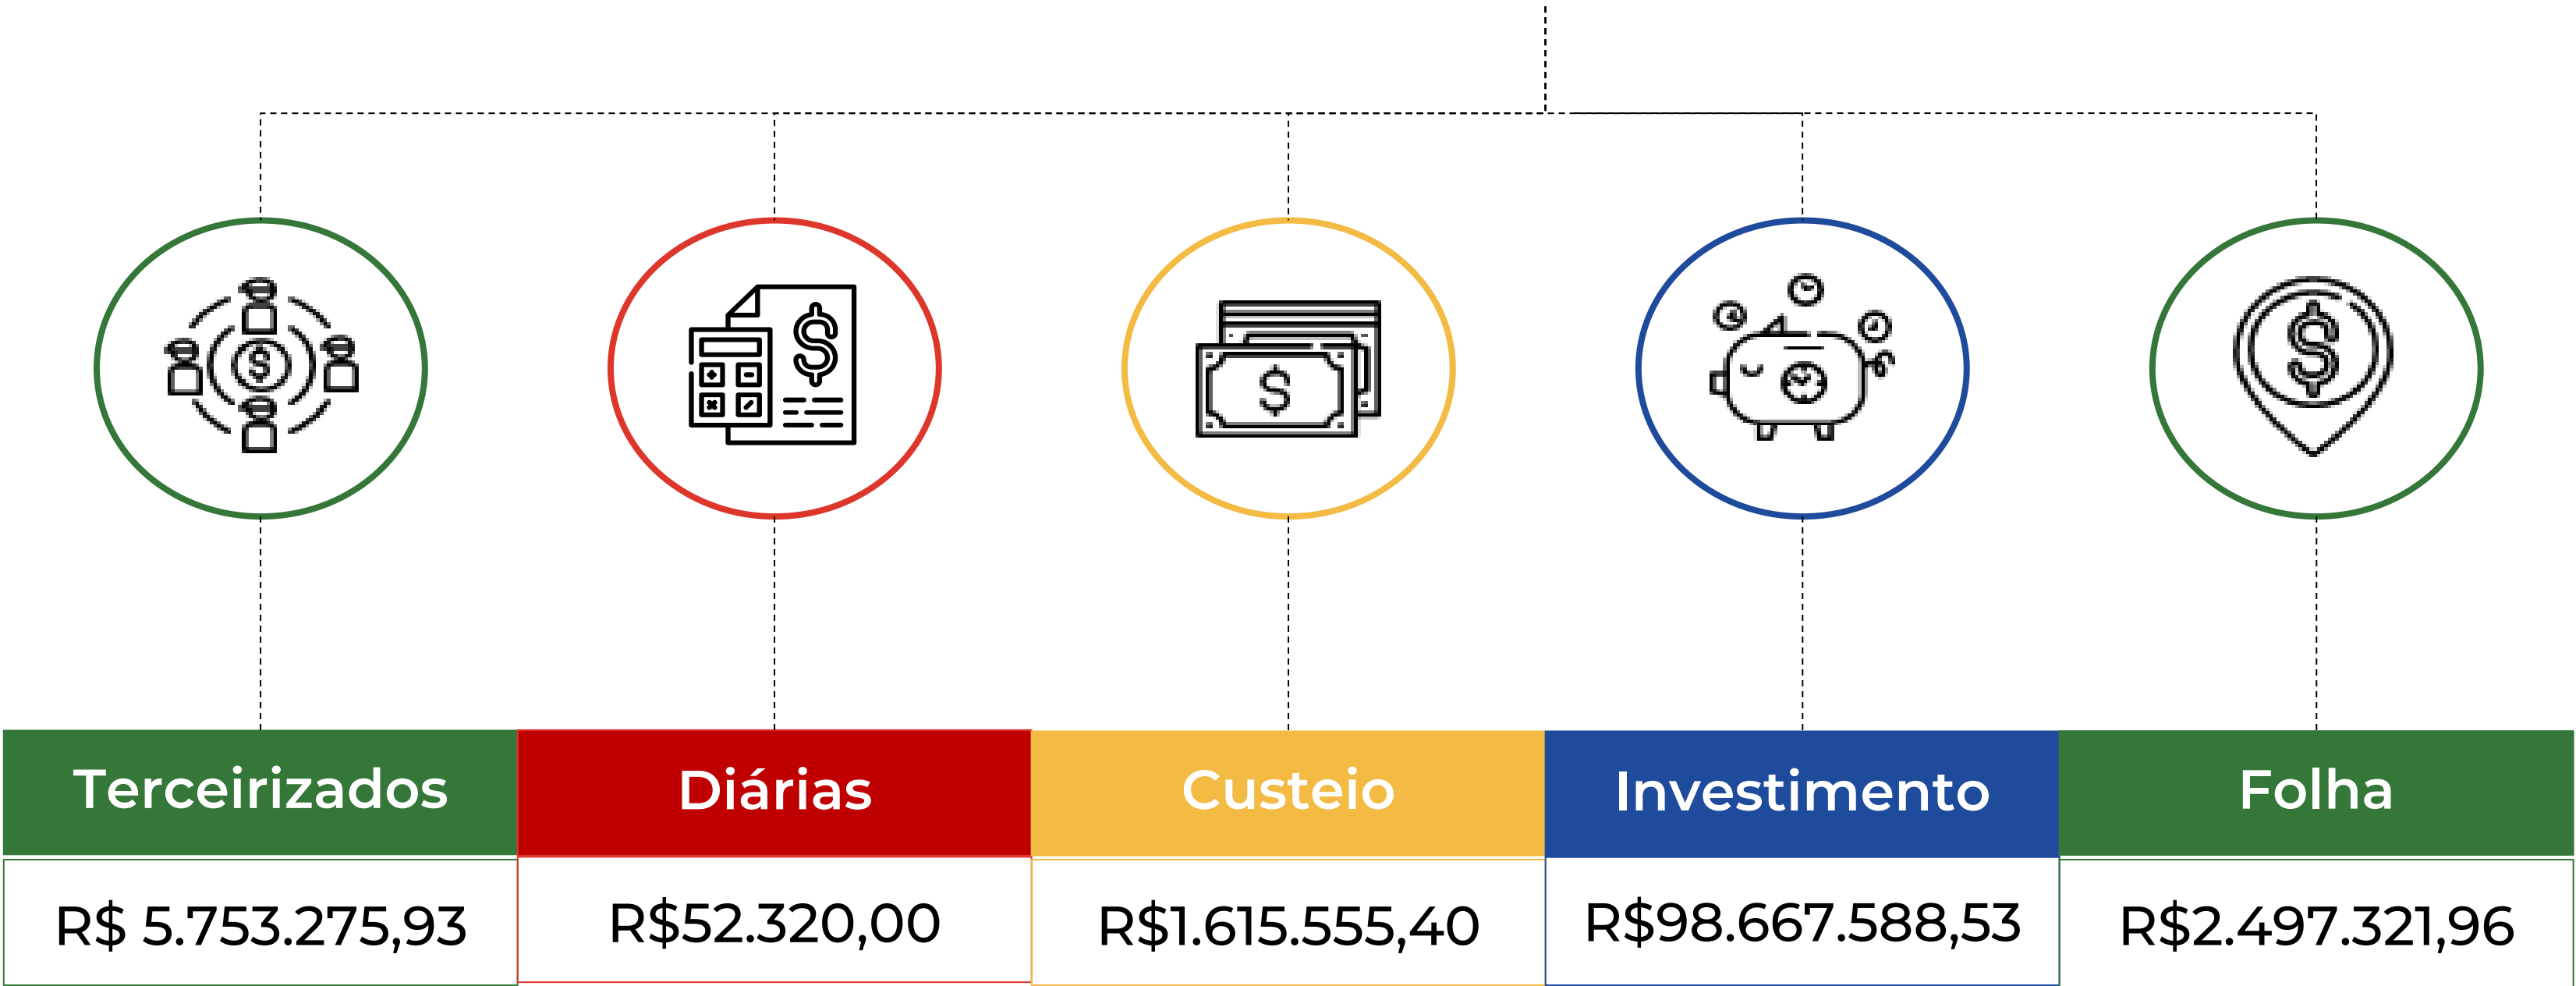 Terceirizados
Diárias
Custeio
Investimento
Folha
R$ 5.753.275,93
R$52.320,00
R$1.615.555,40
R$98.667.588,53
R$2.497.321,96